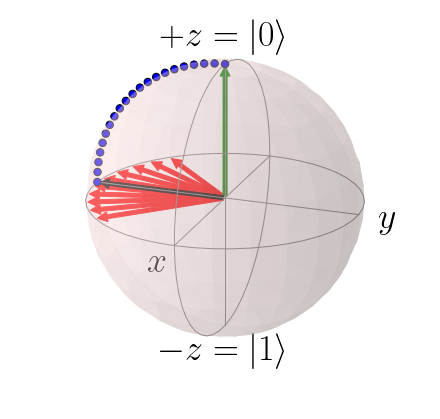 +z = |0⟩
y
x
−z = |1⟩